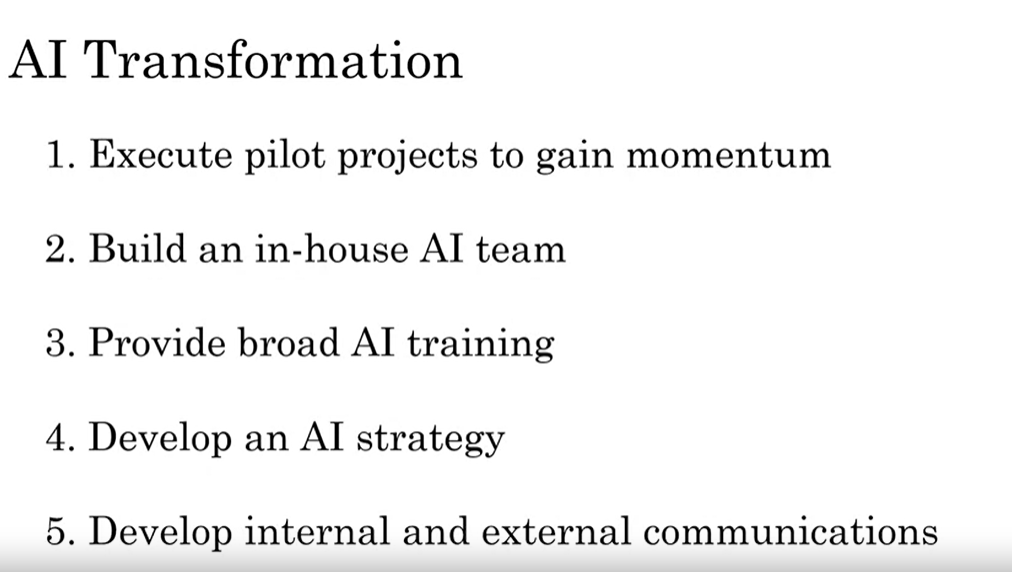 AI Transformation
1. Execute pilot projects to gain momentum
2. Build an in-house AI team
3. Provide broad AI training
4. Develop an AI strategy
5. Develop internal and external communications